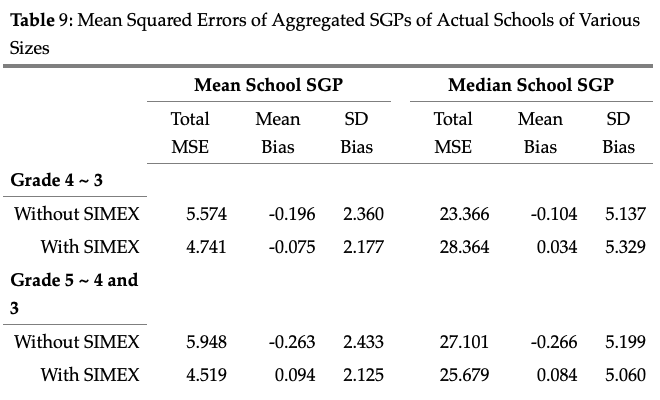 Table 9: Mean Squared Errors of Aggregated SGPs of Actual Schools of Various
Sizes
Mean School SGP Median School SGP
Total Mean SD Total Mean SD
MSE Bias Bias MSE Bias Bias
Grade 4 ~ 3
Without SIMEX 5.574 -0.196 2.360 23.366 -0.104 5.137
With SIMEX 4.741 -0.075 2.177 28.364 0.034 5.329
Grade 5 ~ 4 and
3
Without SIMEX 5.948 -0.263 2.433 27.101 -0.266 5.199
With SIMEX 4.519 0.094 2.125 25.679 0.084 5.060